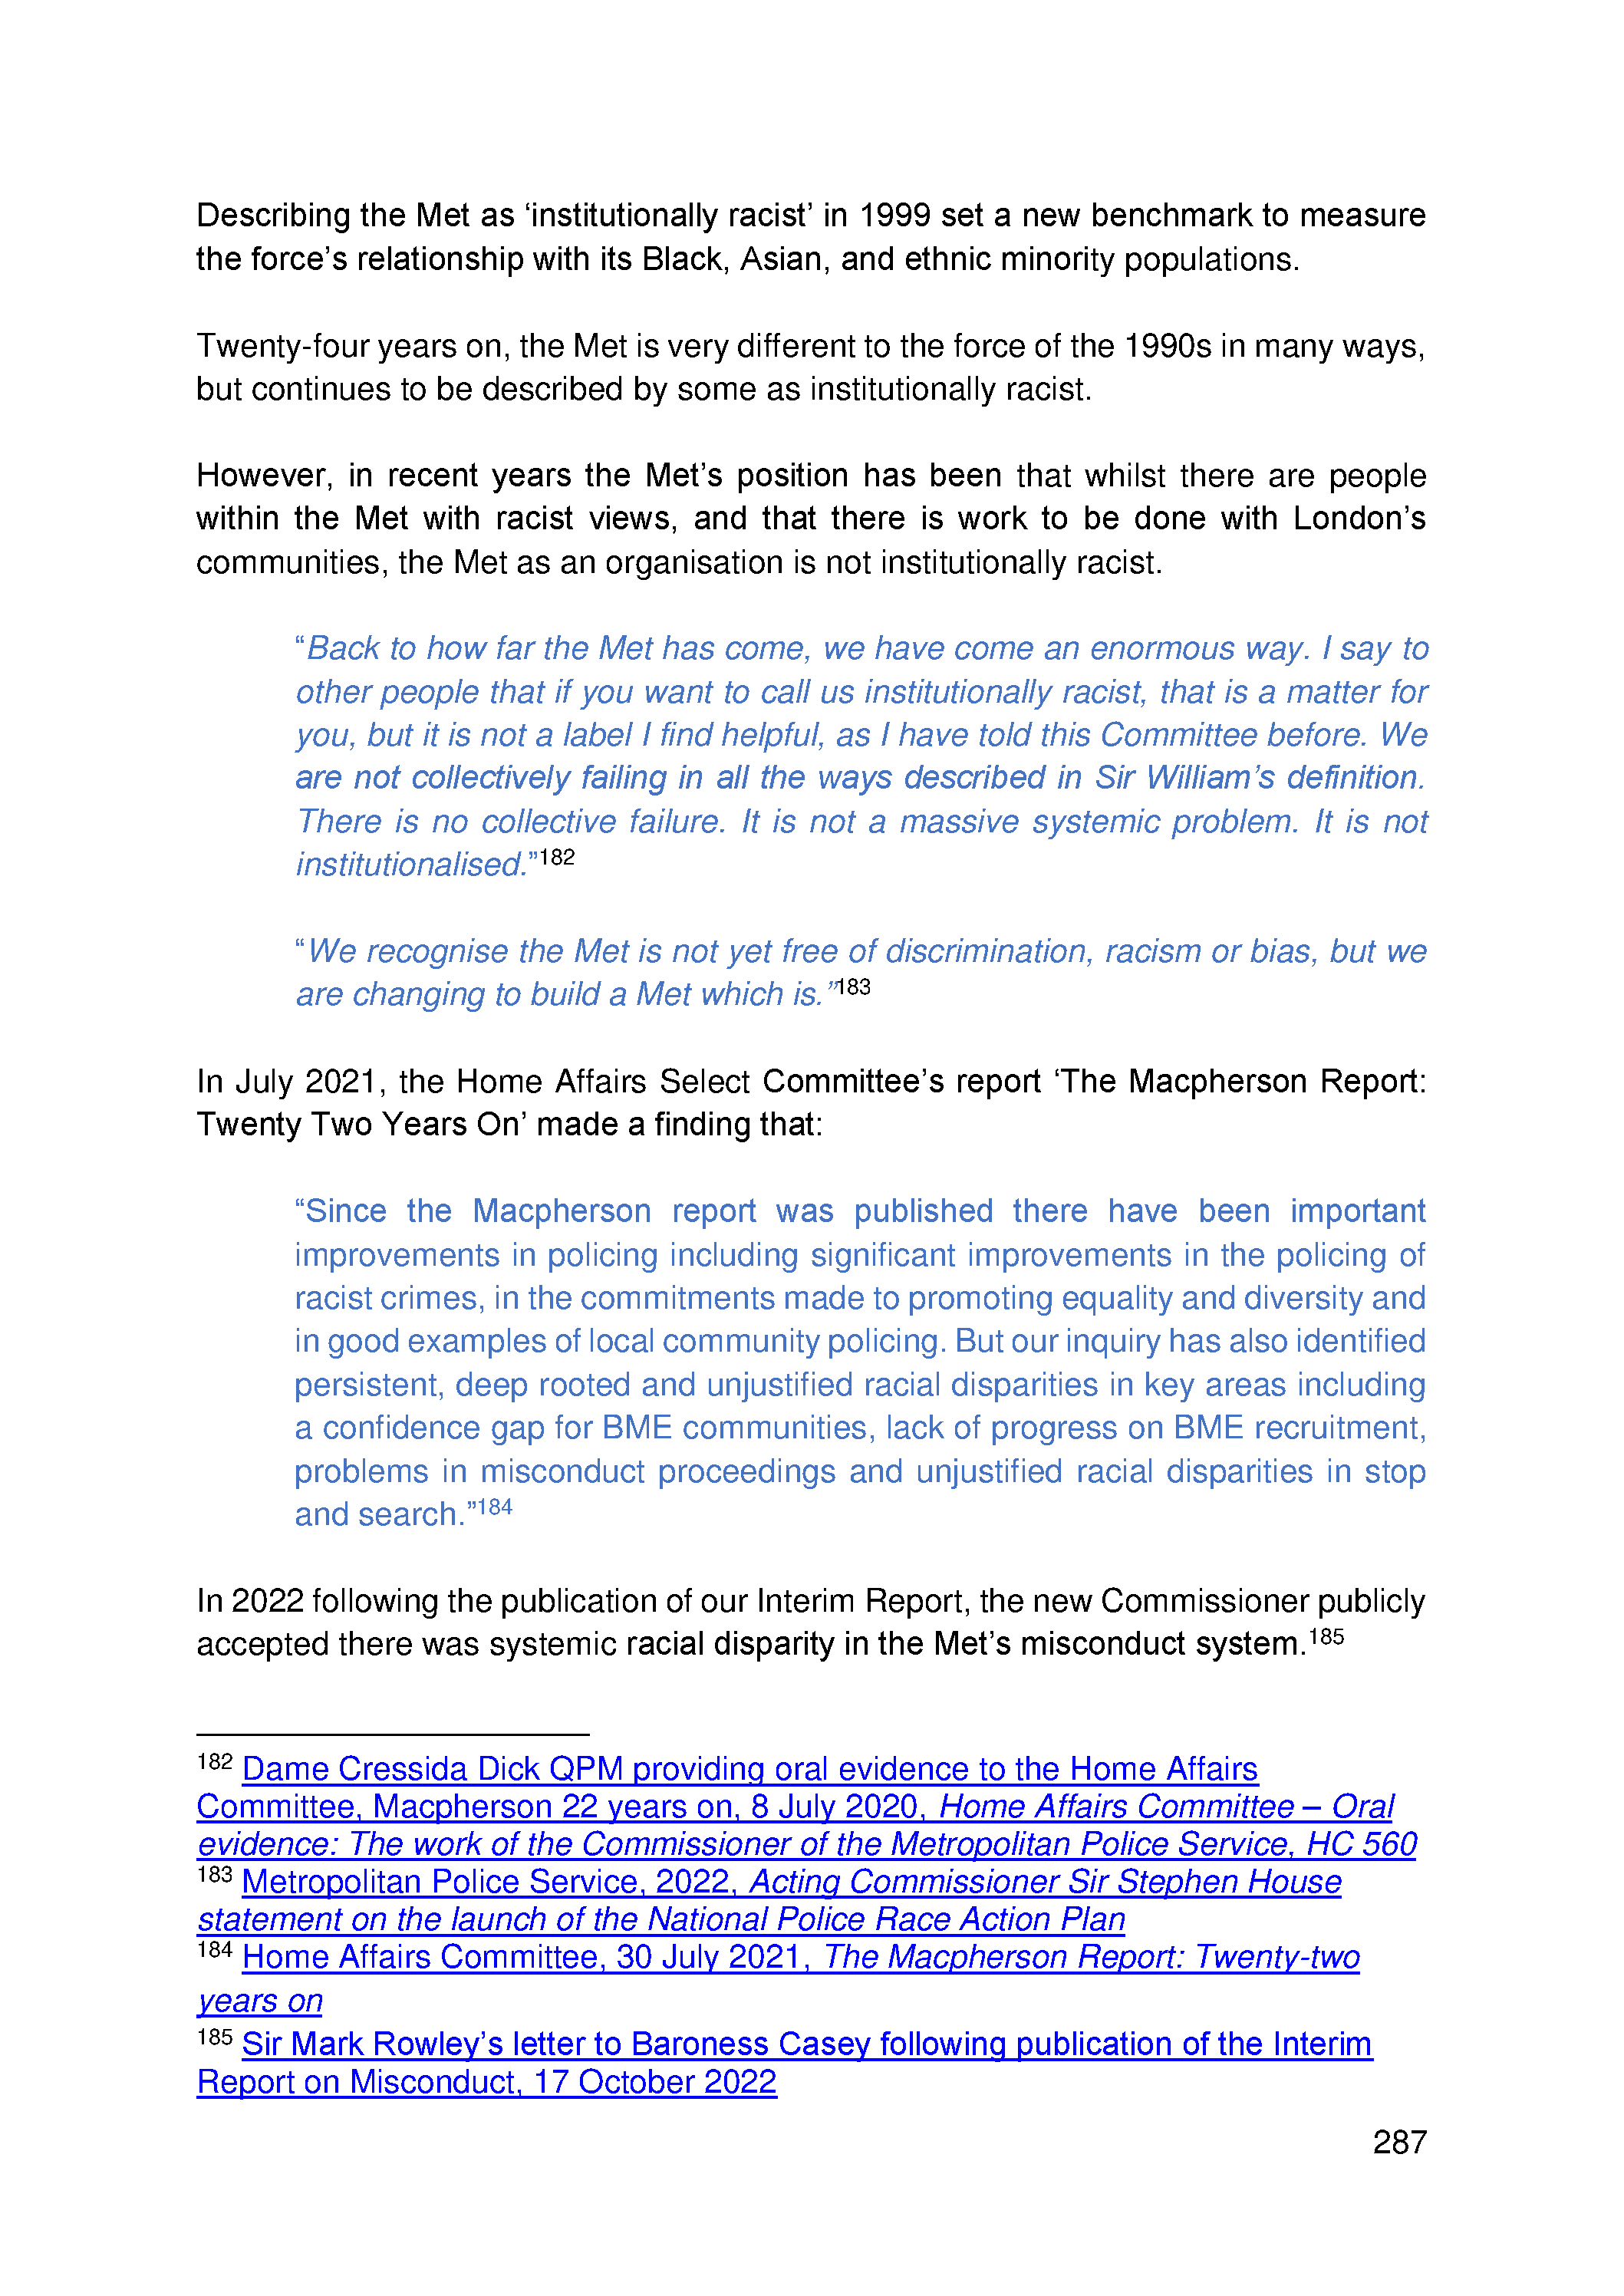 Describing the Met as ‘institutionally racist’ in 1999 set a new benchmark to measure
the force’s relationship with its Black, Asian, and ethnic minority populations.
Twenty-four years on, the Met is very different to the force of the 1990s in many ways,
but continues to be described by some as institutionally racist.
However, in recent years the Met’s position has been that whilst there are people
within the Met with racist views, and that there is work to be done with London’s
communities, the Met as an organisation is not institutionally racist.
“Back to how far the Met has come, we have come an enormous way. I say to
other people that if you want to call us institutionally racist, that is a matter for
you, but it is not a label I find helpful, as I have told this Committee before. We
are not collectively failing in all the ways described in Sir William’s definition.
There is no collective failure. It is not a massive systemic problem. It is not
institutionalised.”182
“We recognise the Met is not yet free of discrimination, racism or bias, but we
are changing to build a Met which is.”183
In July 2021, the Home Affairs Select Committee’s report ‘The Macpherson Report:
Twenty Two Years On’ made a finding that:
“Since the Macpherson report was published there have been important
improvements in policing including significant improvements in the policing of
racist crimes, in the commitments made to promoting equality and diversity and
in good examples of local community policing. But our inquiry has also identified
persistent, deep rooted and unjustified racial disparities in key areas including
a confidence gap for BME communities, lack of progress on BME recruitment,
problems in misconduct proceedings and unjustified racial disparities in stop
and search.”184
In 2022 following the publication of our Interim Report, the new Commissioner publicly
accepted there was systemic racial disparity in the Met’s misconduct system.185
182 Dame Cressida Dick QPM providing oral evidence to the Home Affairs
Committee, Macpherson 22 years on, 8 July 2020, Home Affairs Committee – Oral
evidence: The work of the Commissioner of the Metropolitan Police Service, HC 560
183 Metropolitan Police Service, 2022, Acting Commissioner Sir Stephen House
statement on the launch of the National Police Race Action Plan
184 Home Affairs Committee, 30 July 2021, The Macpherson Report: Twenty-two
years on
185 Sir Mark Rowley’s letter to Baroness Casey following publication of the Interim
Report on Misconduct, 17 October 2022
287